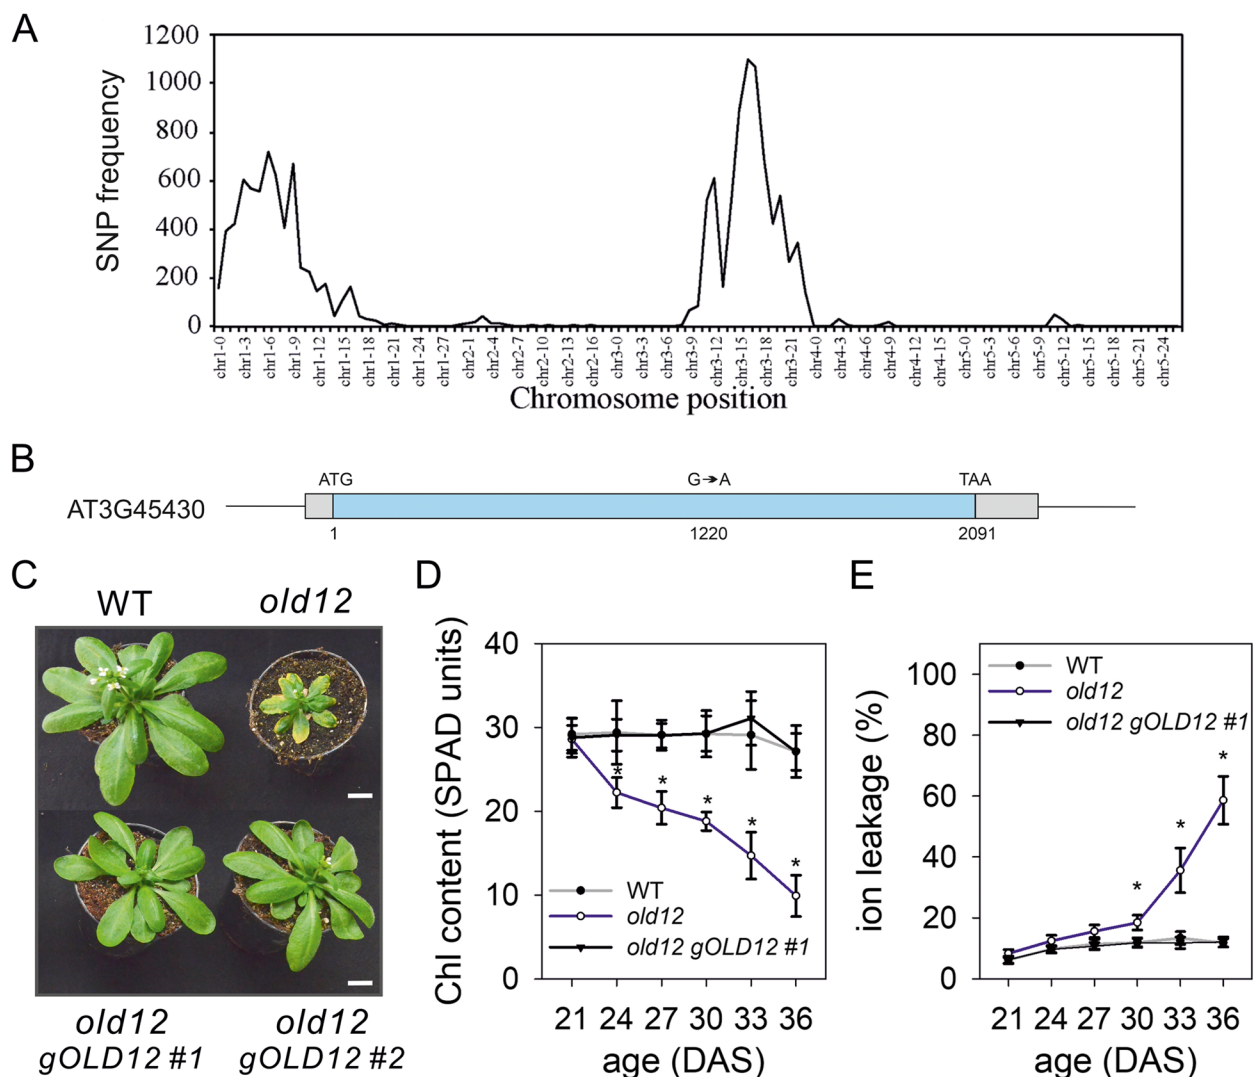 A
1200
1000
800
600
400
200
0
SNP frequency
chr1-0 chr1-3 chr1-6 chr1-9 chr1-12 chr1-15 chr1-18 chr1-21 chr1-24 chr1-27 chr2-1 chr2-4 chr2-7 chr2-10 chr2-13 chr2-16 chr3-0 chr3-3 chr3-6 chr3-9 chr3-12 chr3-15 chr3-18 chr3-21 chr4-0 chr4-3 chr4-6 chr4-9 chr4-12 chr4-15 chr5-0 chr5-3 chr5-6 chr5-9 chr5-12 chr5-15 chr5-18 chr5-21 chr5-24
Chromosome position
B
ATG G→A TAA
AT3G45430
1 1220 2091
C
WT old12
old12 old12
gOLD12 #1 gOLD12 #2
D
Chl content (SPAD units)
40
30
20
10
0
* * * * *
WT
old12
old12 gOLD12 #1
21 24 27 30 33 36
age (DAS)
E
ion leakage (%)
100
80
60
40
20
0
WT
old12
old12 gOLD12 #1
* * *
21 24 27 30 33 36
age (DAS)